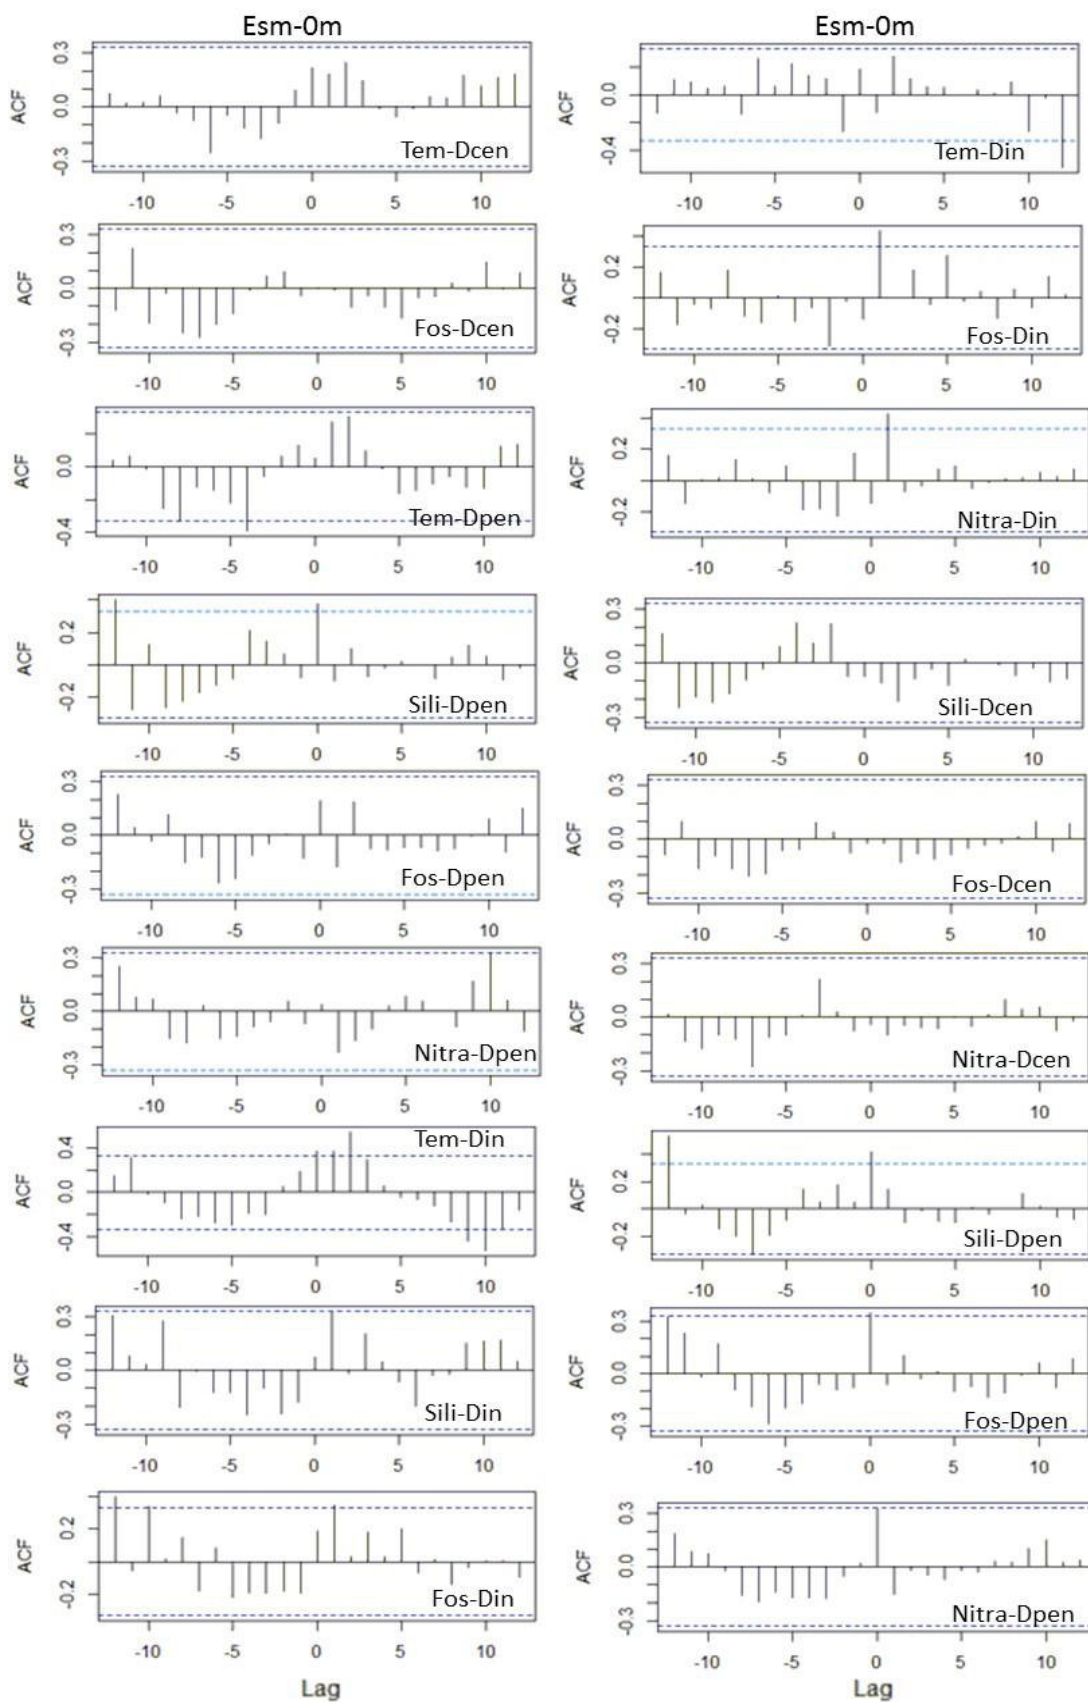 Esm-0m
Esm-0m
ACF
0.3
0.0
-0.3
Tem-Dcen
-10 -5 0 5 10
ACF
0.0
-0.4
Tem-Din
-10 -5 0 5 10
ACF
0.3
0.0
-0.3
Fos-Dcen
-10 -5 0 5 10
ACF
0.2
-0.2
Fos-Din
-10 -5 0 5 10
ACF
0.0
-0.4
Tem-Dpen
-10 -5 0 5 10
ACF
0.2
-0.2
Nitra-Din
-10 -5 0 5 10
ACF
0.2
-0.2
Sili-Dpen
-10 -5 0 5 10
ACF
0.3
0.0
-0.3
Sili-Dcen
-10 -5 0 5 10
ACF
0.3
0.0
-0.3
Fos-Dpen
-10 -5 0 5 10
ACF
0.3
0.0
-0.3
Fos-Dcen
-10 -5 0 5 10
ACF
0.3
0.0
-0.3
Nitra-Dpen
-10 -5 0 5 10
ACF
0.3
0.0
-0.3
Nitra-Dcen
-10 -5 0 5 10
ACF
0.4
0.0
-0.4
Tem-Din
-10 -5 0 5 10
ACF
0.2
-0.2
Sili-Dpen
-10 -5 0 5 10
ACF
0.3
0.0
-0.3
Sili-Din
-10 -5 0 5 10
ACF
0.3
0.0
-0.3
Fos-Dpen
-10 -5 0 5 10
ACF
0.2
-0.2
Fos-Din
-10 -5 0 5 10
Lag
ACF
0.3
0.0
-0.3
Nitra-Dpen
-10 -5 0 5 10
Lag